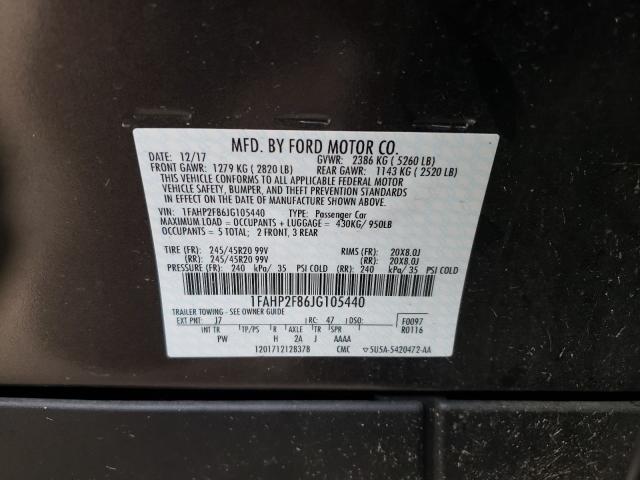 MFD. BY FORD MOTOR CO.
DATE: 12/17 GVWR: 2386 KG ( 5260 LB)
FRONT GAWR: 1279 KG ( 2820 LB) REAR GAWR: 1143 KG ( 2520 LB)
THIS VEHICLE CONFORMS TO ALL APPLICABLE FEDERAL MOTOR
VEHICLE SAFETY, BUMPER, AND THEFT PREVENTION STANDARDS
IN EFFECT ON THE DATE OF MANUFACTURE SHOWN ABOVE.
VIN: 1FAHP2F86JG105440 TYPE: Passenger Car
MAXIMUM LOAD = OCCUPANTS + LUGGAGE = 430KG/ 950LB
OCCUPANTS = 5 TOTAL; 2 FRONT, 3 REAR
TIRE (FR): 245/45R20 99V RIMS (FR): 20X8.0J
(RR): 245/45R20 99V (RR): 20X8.0J
PRESSURE (FR): 240 kPa/ 35 PSI COLD (RR): 240 kPa/ 35 PSI COLD
1FAHP2F86JG105440
TRAILER TOWING - SEE OWNER GUIDE
EXT PNT: J7 RC: 47 DSO: F0097
INT TR TP/PS R AXLE TR SPR R0116
PW H 2A J AAAA
12017121283​78 CMC ▽5U5A-5420472-AA